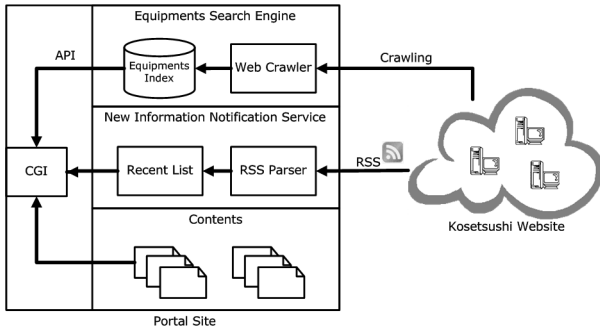 Equipments Search Engine
API
Equipments
Index
Web Crawler
Crawling
New Information Notification Service
CGI
Recent List
RSS Parser
RSS
Contents
Kosetsushi Website
Portal Site